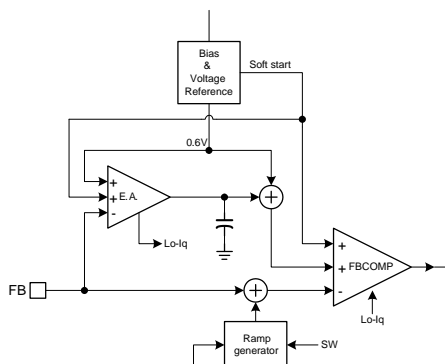 Bias
&
Voltage
Reference
Soft start
0.6V
+
+
-
E.A.
+
Lo-Iq
+
+
-
FBCOMP
FB
+
Lo-Iq
Ramp
generator
SW